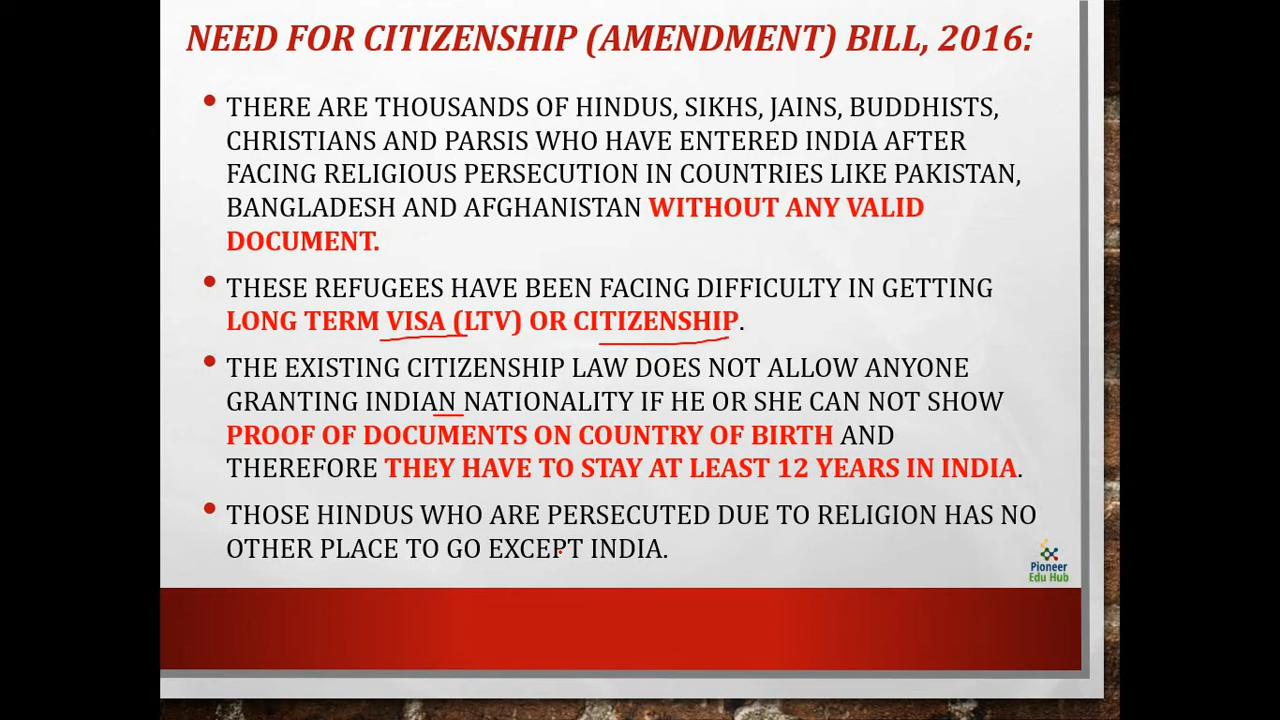 NEED FOR CITIZENSHIP (AMENDMENT) BILL, 2016:
• THERE ARE THOUSANDS OF HINDUS, SIKHS, JAINS, BUDDHISTS,
CHRISTIANS AND PARSIS WHO HAVE ENTERED INDIA AFTER
FACING RELIGIOUS PERSECUTION IN COUNTRIES LIKE PAKISTAN,
BANGLADESH AND AFGHANISTAN WITHOUT ANY VALID
DOCUMENT.
• THESE REFUGEES HAVE BEEN FACING DIFFICULTY IN GETTING
LONG TERM VISA (LTV) OR CITIZENSHIP.
• THE EXISTING CITIZENSHIP LAW DOES NOT ALLOW ANYONE
GRANTING INDIAN NATIONALITY IF HE OR SHE CAN NOT SHOW
PROOF OF DOCUMENTS ON COUNTRY OF BIRTH AND
THEREFORE THEY HAVE TO STAY AT LEAST 12 YEARS IN INDIA.
• THOSE HINDUS WHO ARE PERSECUTED DUE TO RELIGION HAS NO
OTHER PLACE TO GO EXCEPT INDIA.
Pioneer
Edu Hub